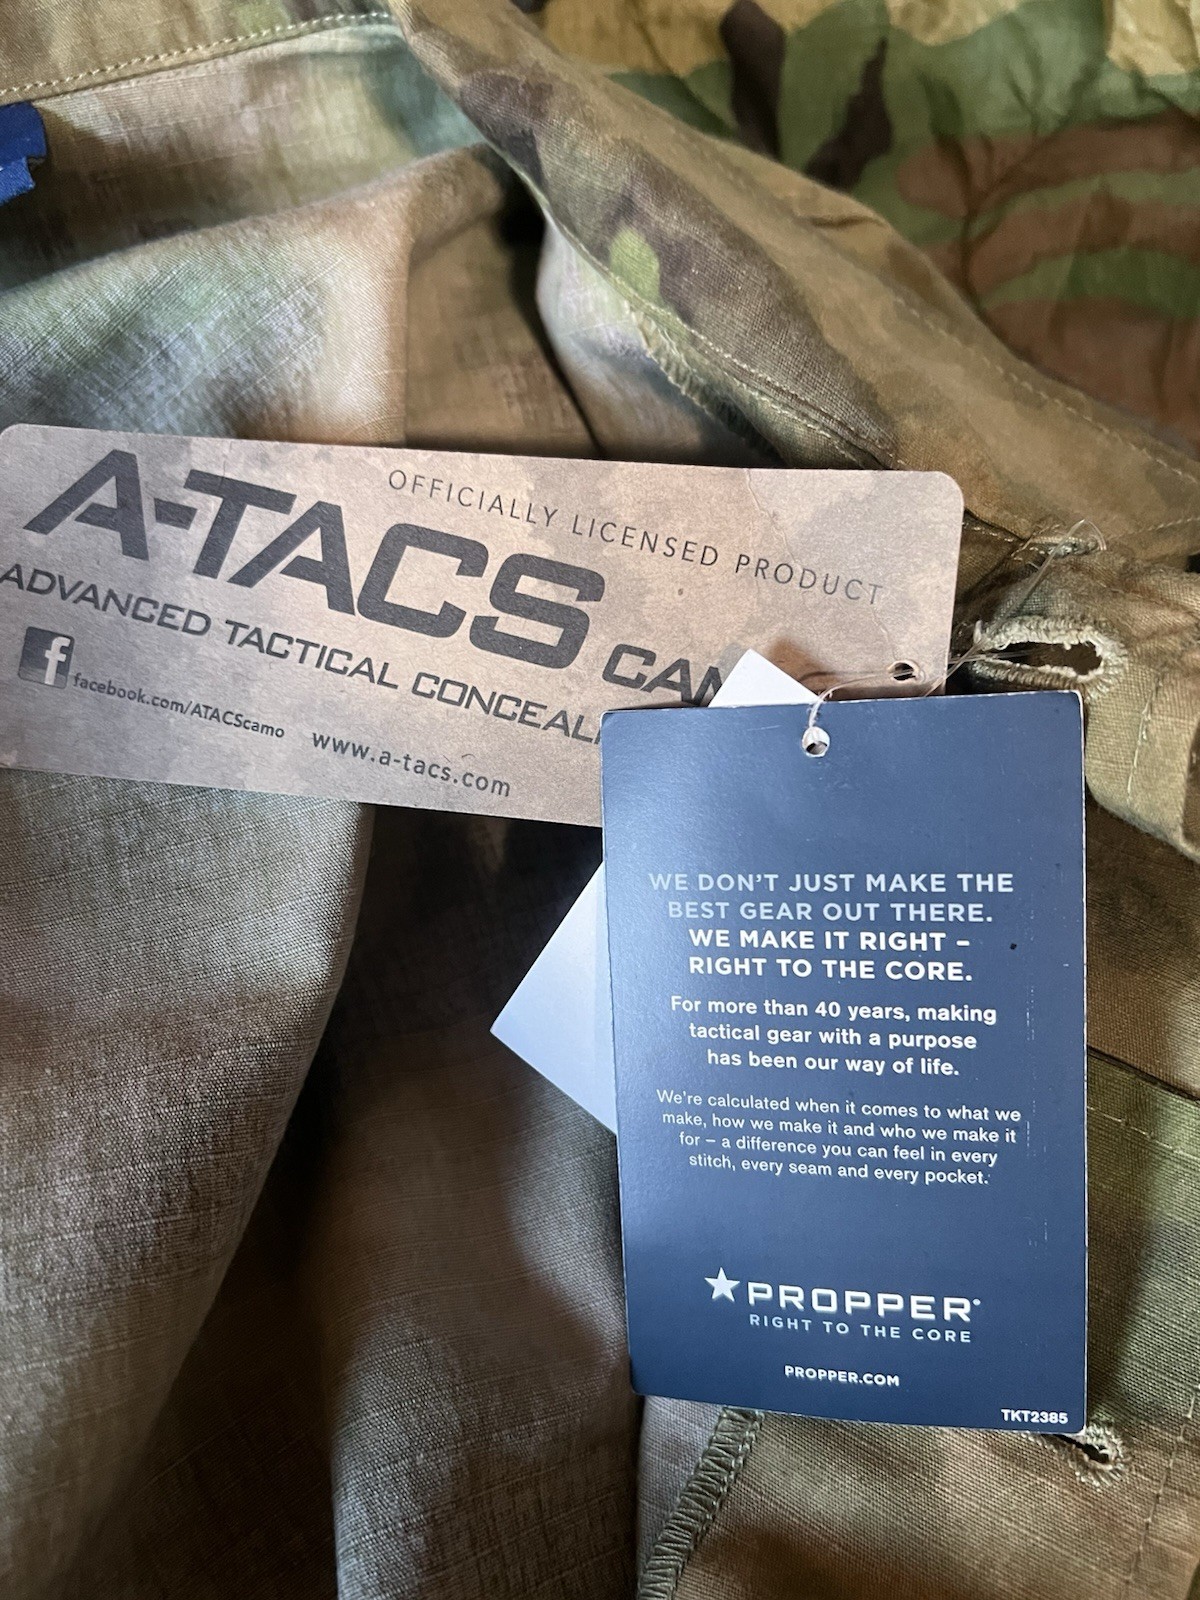 OFFICIALLY LICENSED PRODUCT
A-TACS
ADVANCED TACTICAL
f facebook.com/ATACScamo
www.a-tacs.com
WE DON'T JUST MAKE THE
BEST GEAR OUT THERE.
WE MAKE IT RIGHT –
RIGHT TO THE CORE.
For more than 40 years, making
tactical gear with a purpose
has been our way of life.
We're calculated when it comes to what we
make, how we make it and who we make it
for – a difference you can feel in every
stitch, every seam and every pocket.
PROPPER®
RIGHT TO THE CORE
PROPPER.COM
TKT2385